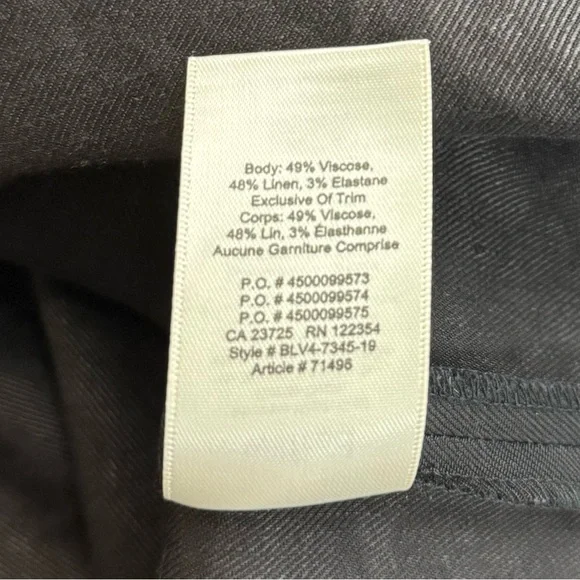 Body: 49% Viscose,
48% Linen, 3% Elastane
Exclusive Of Trim
Corps: 49% Viscose,
48% Lin, 3% Élasthanne
Aucune Garniture Comprise
P.O. # 4500099573
P.O. # 4500099574
P.O. # 4500099575
CA 23725 RN 122354
Style # BLV4-7345-19
Article # 71495